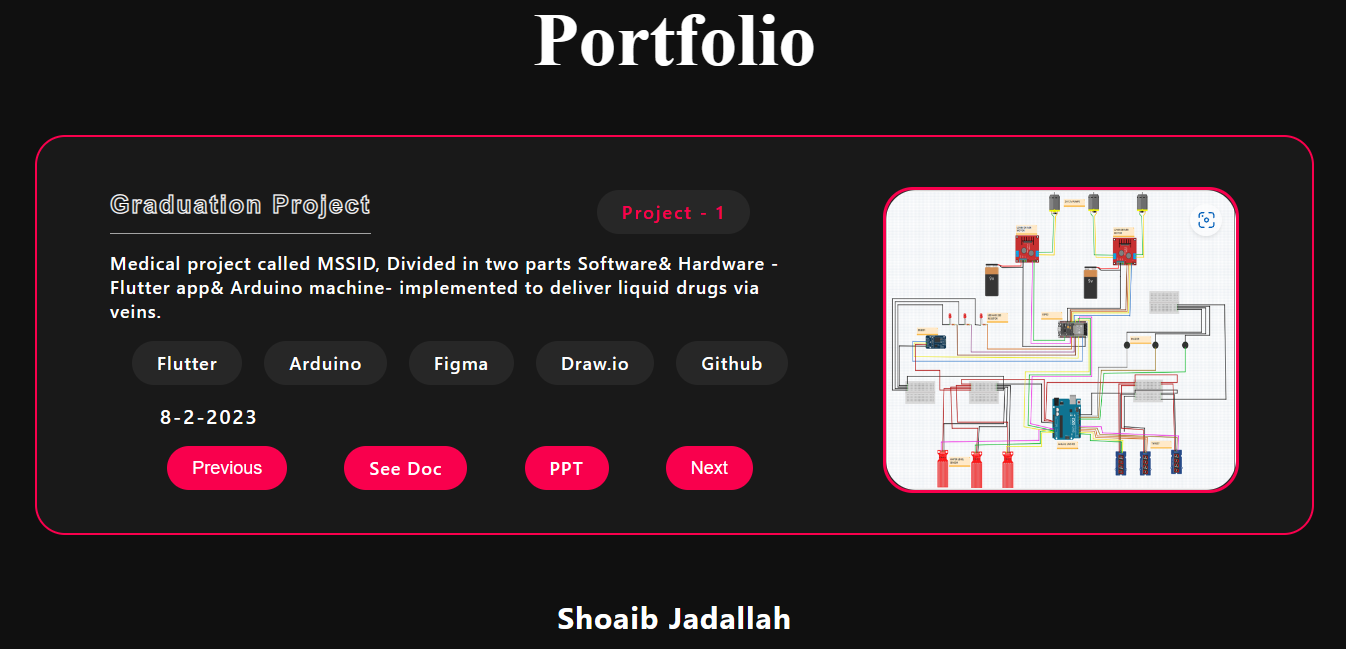 Portfolio
Graduation Project
Project - 1
Medical project called MSSID, Divided in two parts Software& Hardware -
Flutter app& Arduino machine- implemented to deliver liquid drugs via
veins.
Flutter
Arduino
Figma
Draw.io
Github
8-2-2023
Previous
See Doc
PPT
Next
Shoaib Jadallah